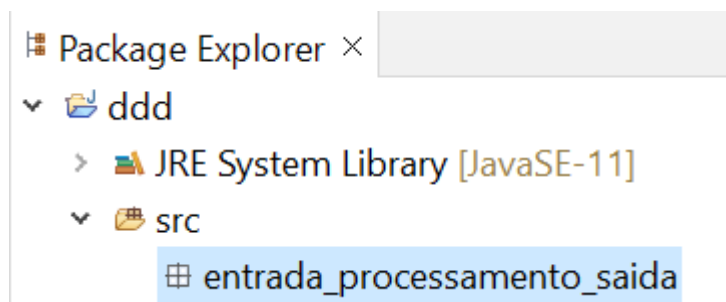 Package Explorer
ddd
JRE System Library [JavaSE-11]
src
entrada_processamento_saida